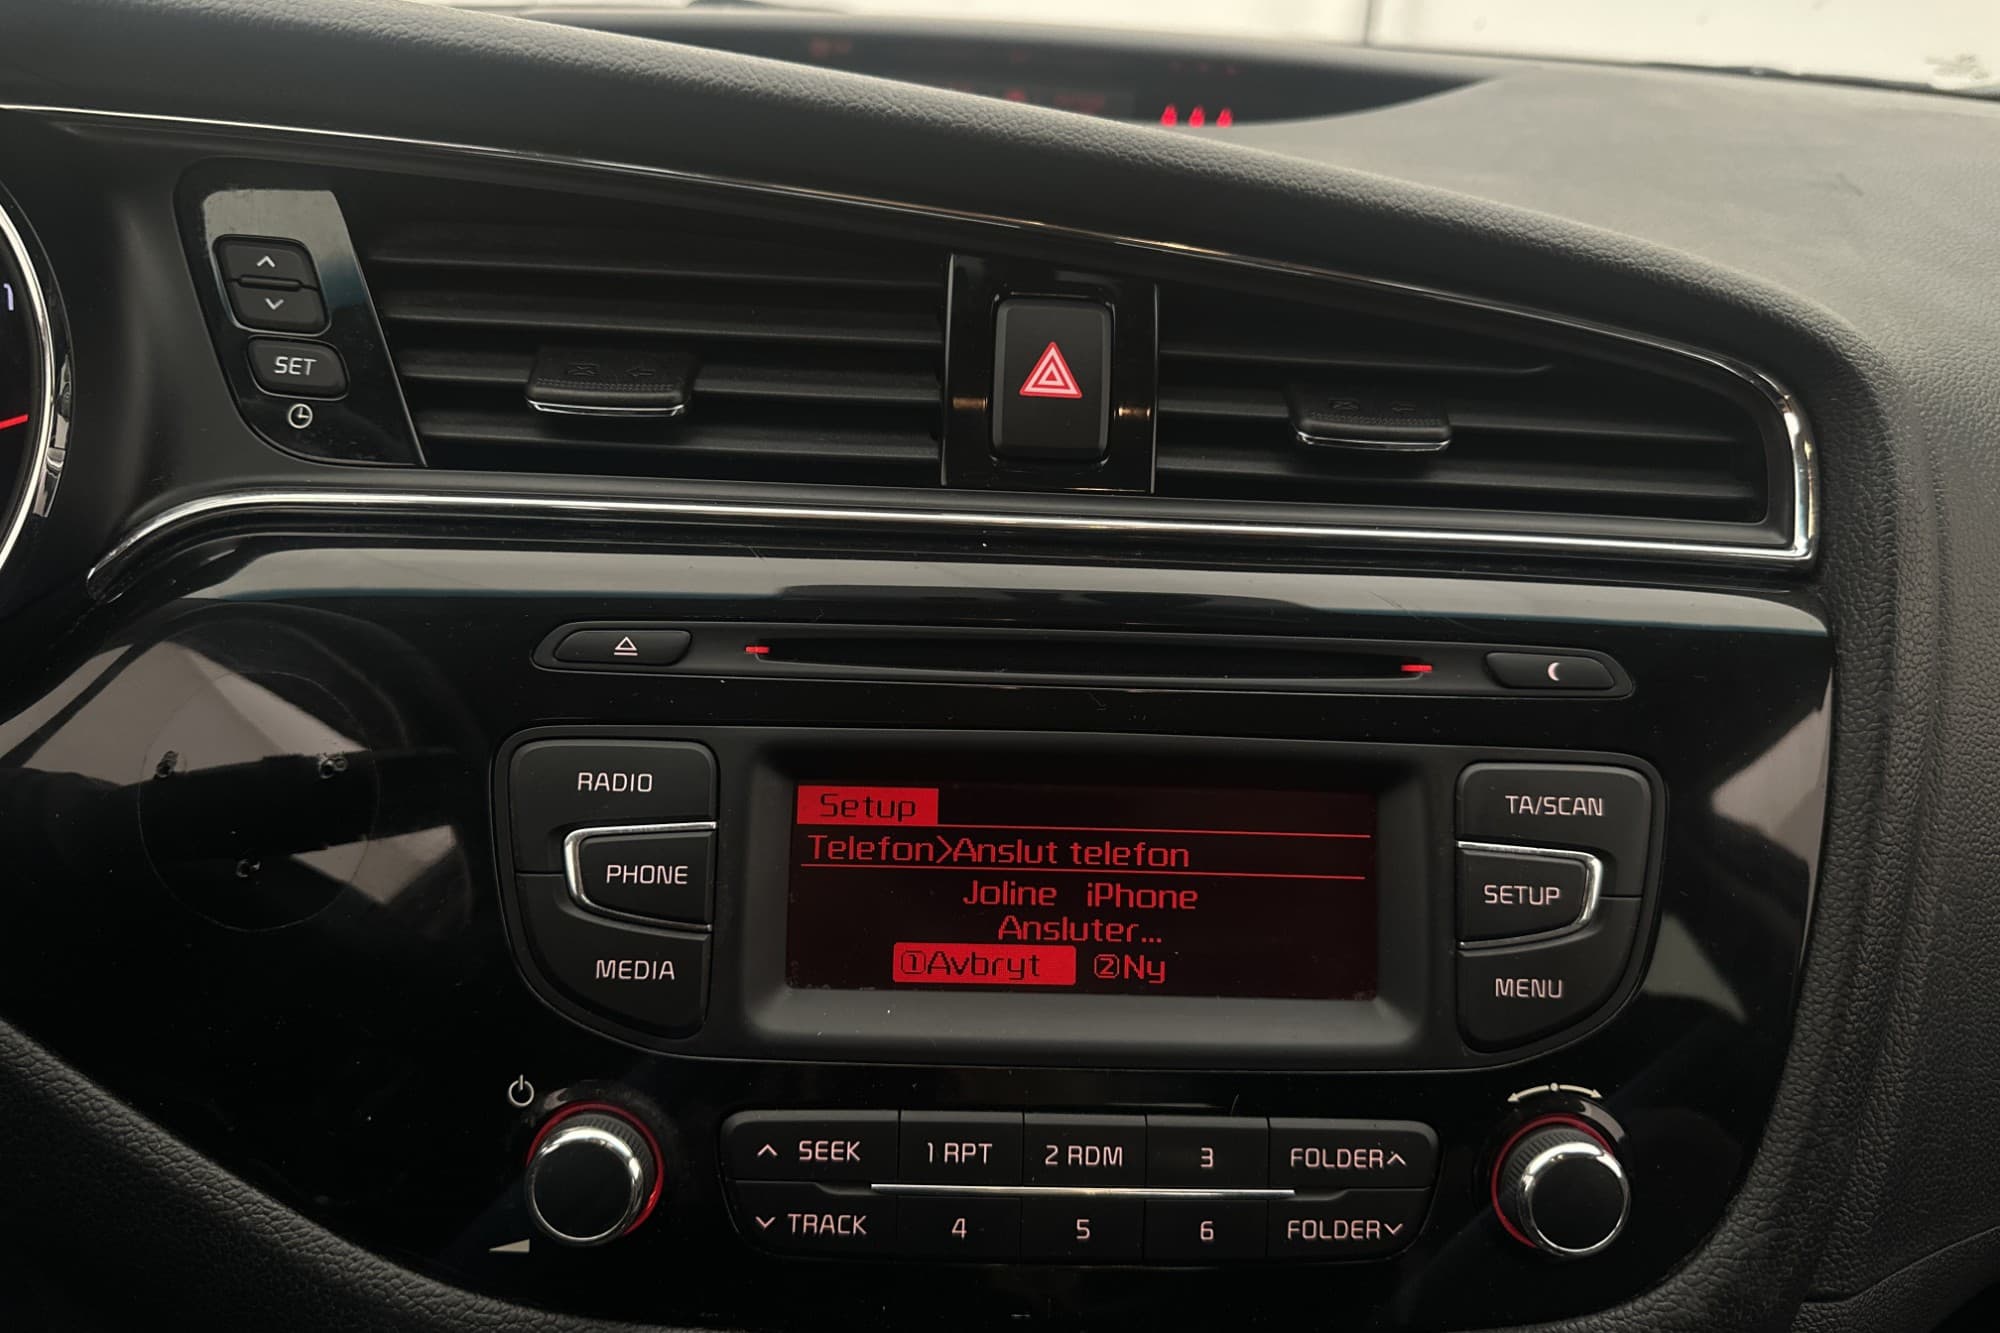 1
SET
RADIO
PHONE
MEDIA
Setup
Telefon>Anslut telefon
Joline iPhone
Ansluter...
①Avbryt ②Ny
TA/SCAN
SETUP
MENU
SEEK 1 RPT 2 RDM 3 FOLDER
TRACK 4 5 6 FOLDER